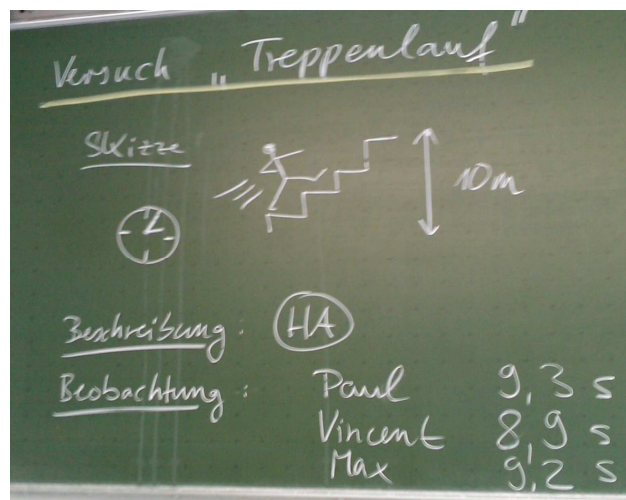 Versuch "Treppenlauf"
Skizze
10m
Beschreibung: HA
Beobachtung: Paul 9,3 s
Vincent 8,9 s
Max 9,2 s